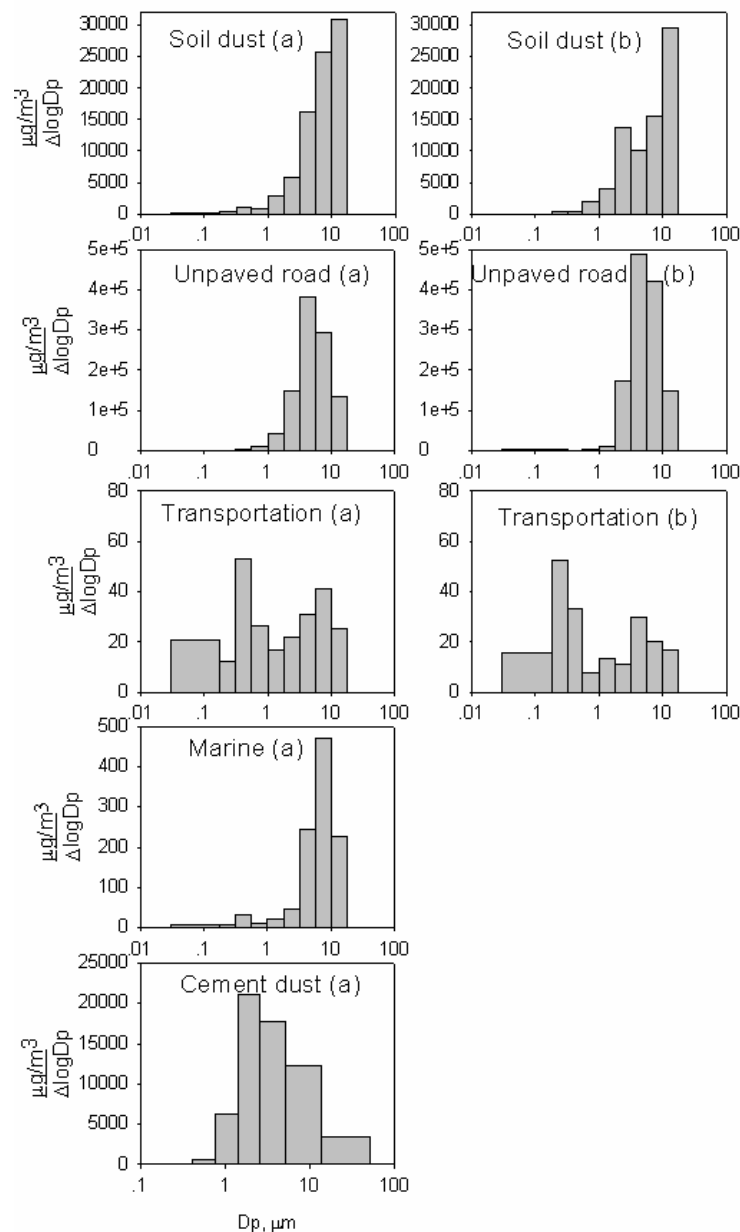 Soil dust (a)
µg/m³
ΔlogDp
30000
25000
20000
15000
10000
5000
0
.01 .1 1 10 100
Soil dust (b)
30000
25000
20000
15000
10000
5000
0
.01 .1 1 10 100
Unpaved road (a)
µg/m³
ΔlogDp
5e+5
4e+5
3e+5
2e+5
1e+5
0
.01 .1 1 10 100
Unpaved road (b)
5e+5
4e+5
3e+5
2e+5
1e+5
0
.01 .1 1 10 100
Transportation (a)
µg/m³
ΔlogDp
80
60
40
20
0
.01 .1 1 10 100
Transportation (b)
80
60
40
20
0
.01 .1 1 10 100
Marine (a)
µg/m³
ΔlogDp
500
400
300
200
100
0
.01 .1 1 10 100
Cement dust (a)
µg/m³
ΔlogDp
25000
20000
15000
10000
5000
0
.1 1 10 100
Dp, µm